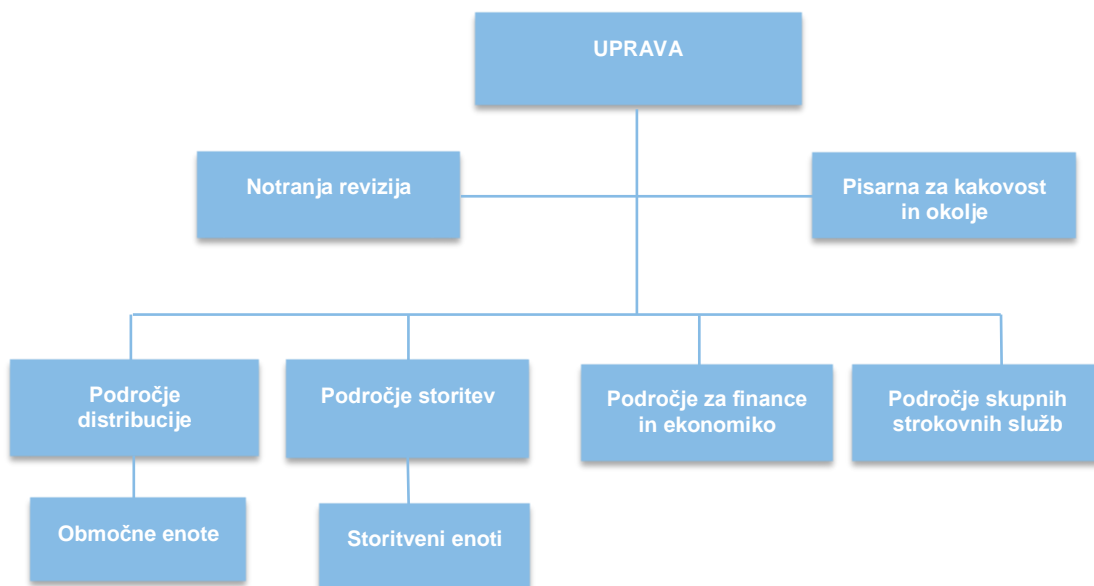 UPRAVA
Notranja revizija
Pisarna za kakovost
in okolje
Področje
distribucije
Področje storitev
Področje za finance
in ekonomiko
Področje skupnih
strokovnih služb
Območne enote
Storitveni enoti